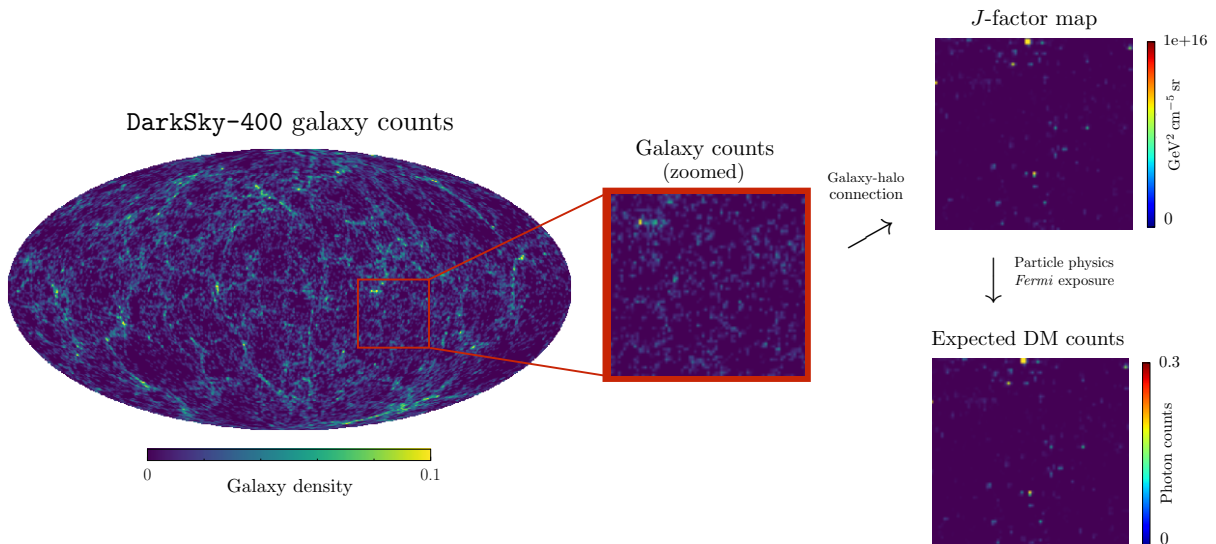 DarkSky-400 galaxy counts
0
0.1
Galaxy density
Galaxy counts
(zoomed)
Galaxy-halo
connection
J-factor map
1e+16
0
GeV² cm⁻⁵ sr
Particle physics
Fermi exposure
Expected DM counts
0.3
0
Photon counts